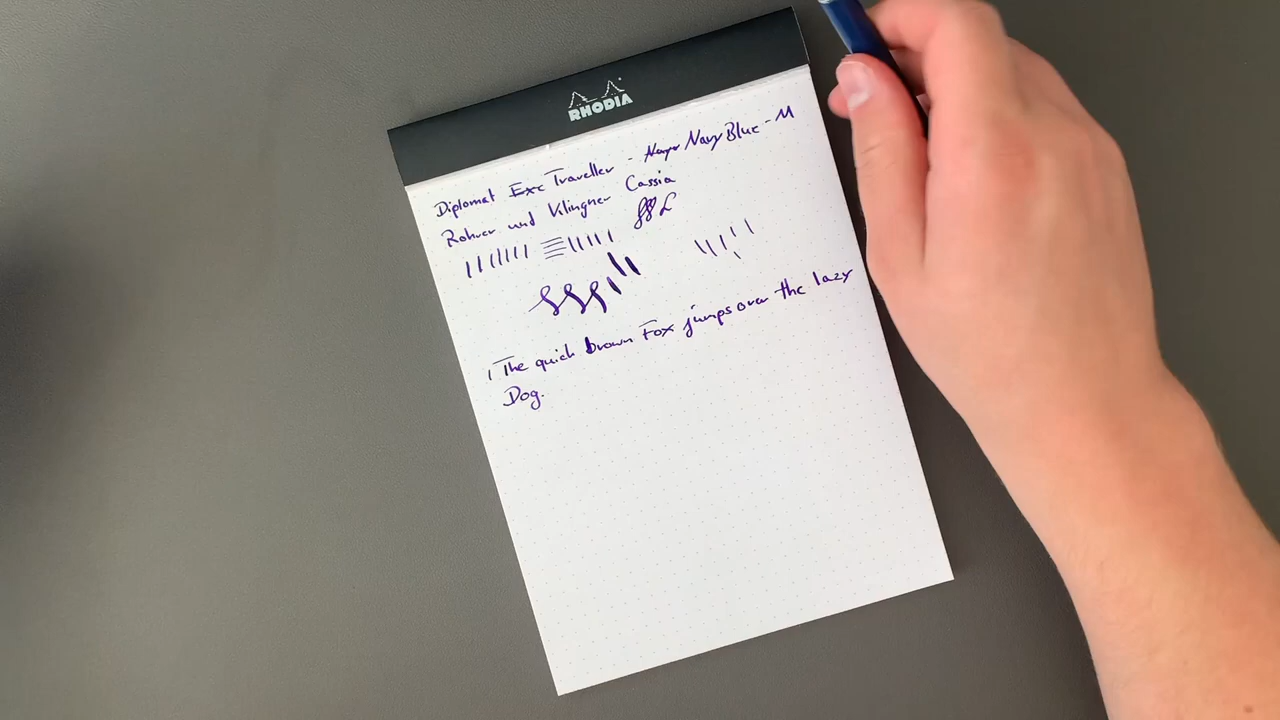 RHODIA
Diplomat Exc Traveller - Navy Blue - M
Rohrer und Klingner Cassia
The quick brown Fox jumps over the lazy
Dog.